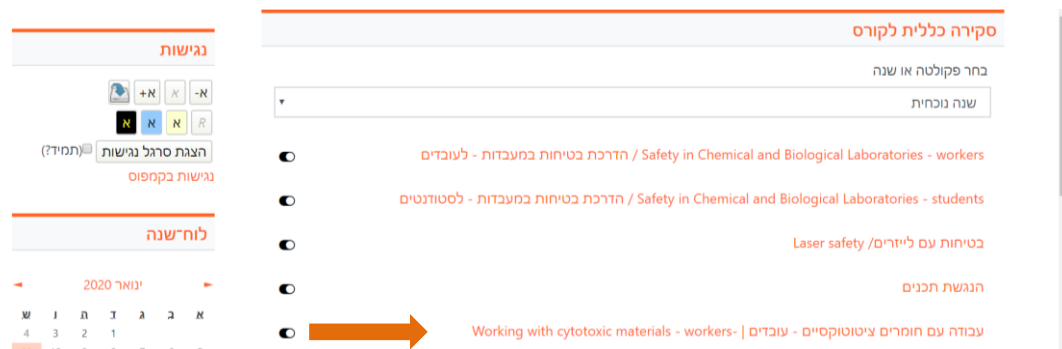 סקירה כללית לקורס
בחר פקולטה או שנה
שנה נוכחית
Safety in Chemical and Biological Laboratories - workers / הדרכת בטיחות במעבדות - לעובדים
Safety in Chemical and Biological Laboratories - students / הדרכת בטיחות במעבדות - לסטודנטים
בטיחות עם לייזרים/ Laser safety
הנגשת תכנים
עבודה עם חומרים ציטוטוקסיים - עובדים | -Working with cytotoxic materials - workers
נגישות
א- א א+
R א א א
הצגת סרגל נגישות (תמיד?)
נגישות בקמפוס
לוח־שנה
► ינואר 2020 ◄
א ב ג ד ה ו ש
1 2 3 4